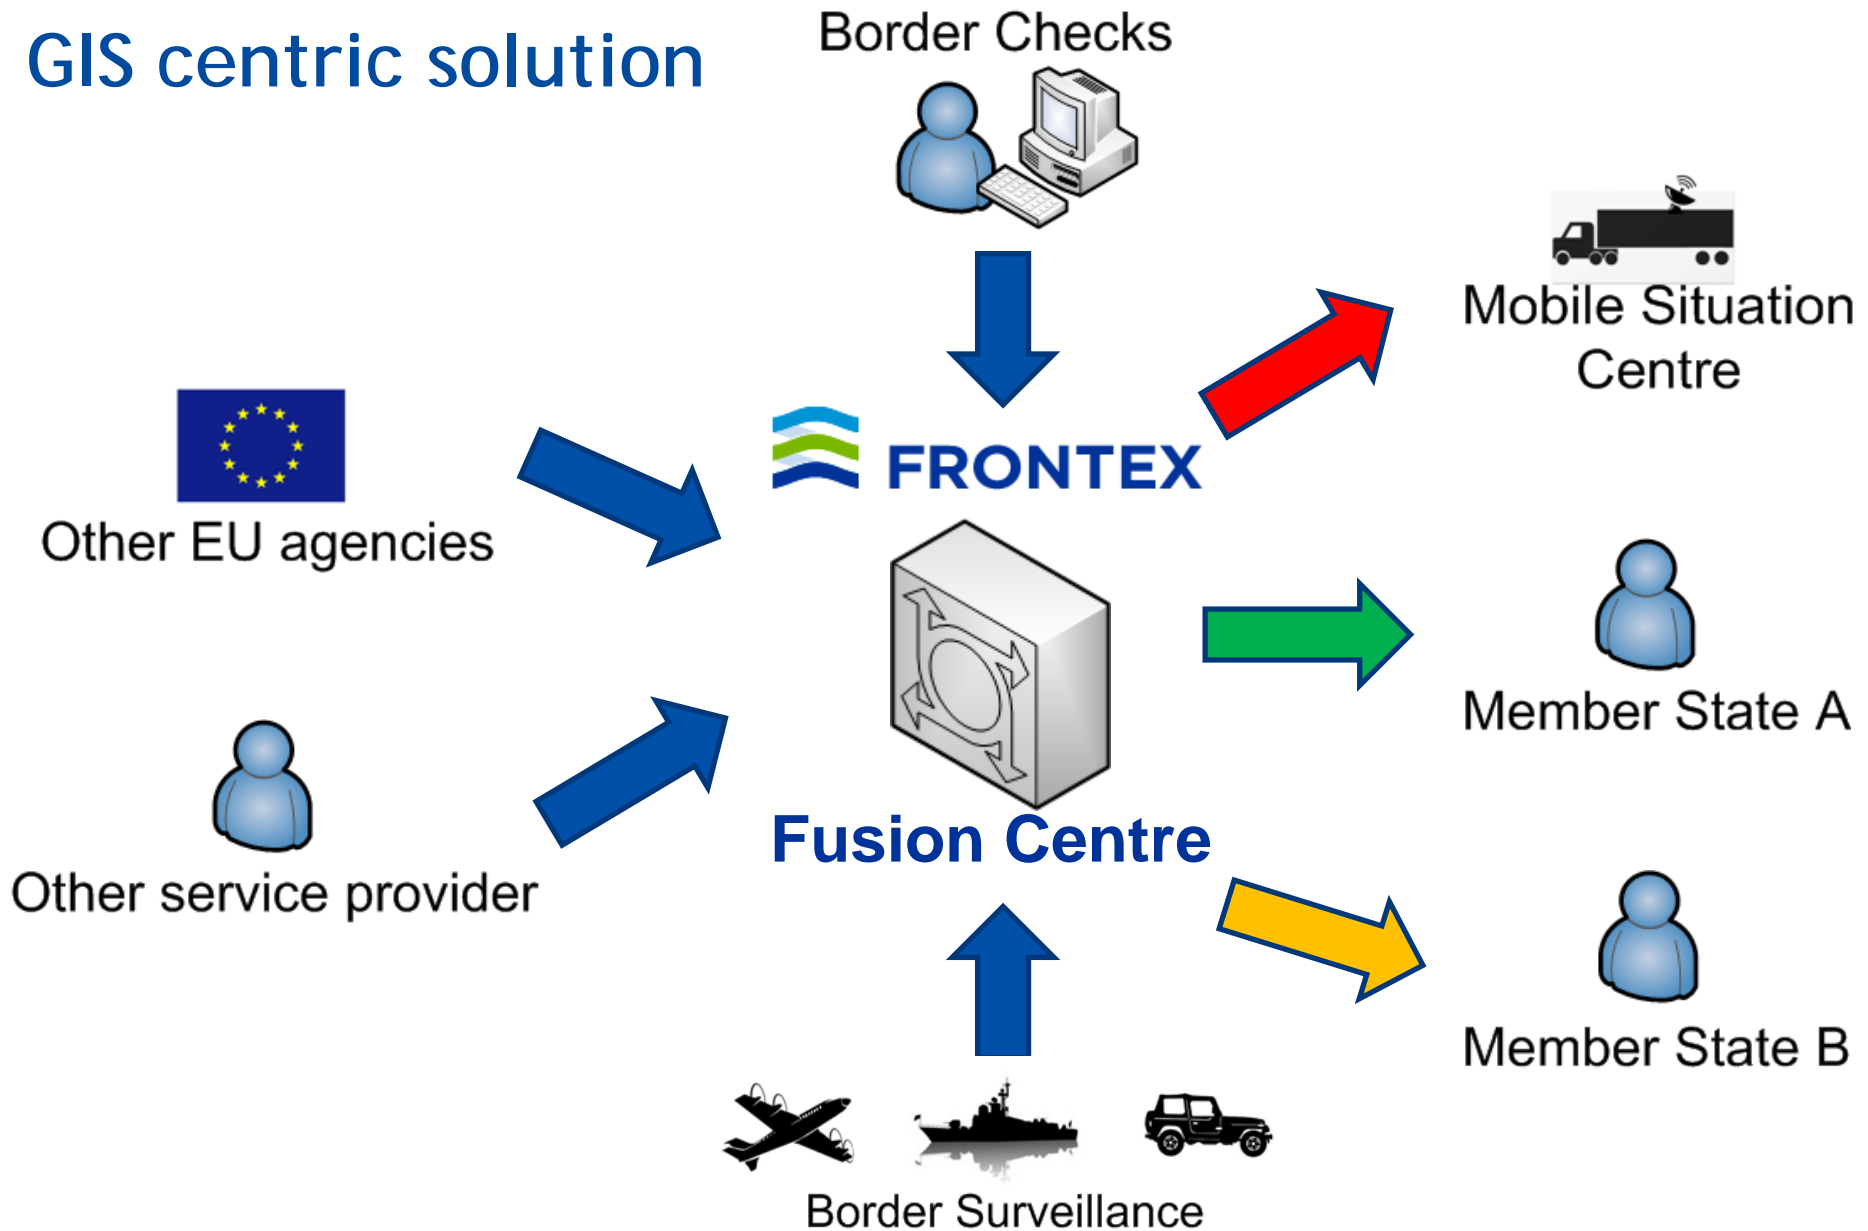 GIS centric solution
Border Checks
Mobile Situation
Centre
FRONTEX
Other EU agencies
Member State A
Fusion Centre
Other service provider
Member State B
Border Surveillance